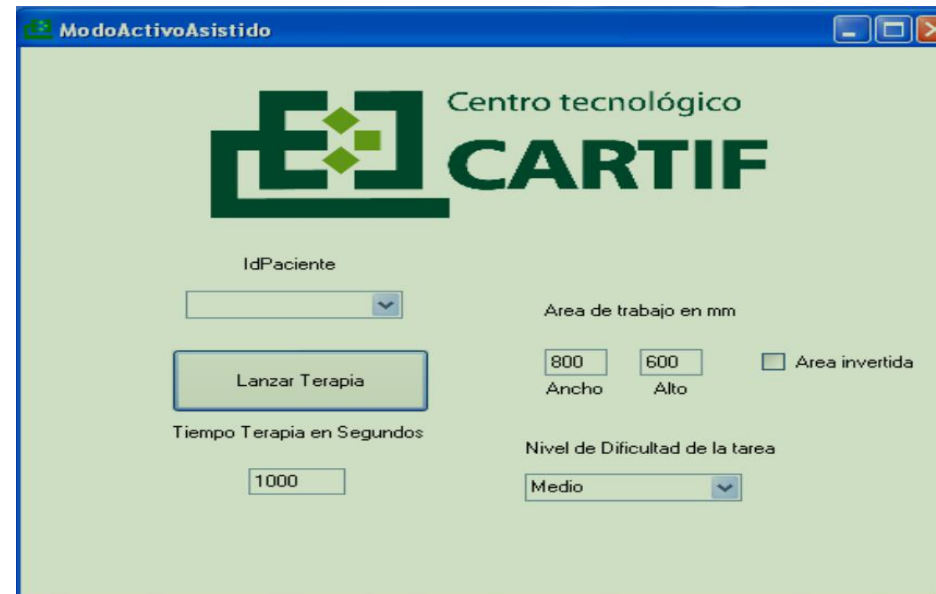 ModoActivoAsistido
Centro tecnológico
CARTIF
IdPaciente
Area de trabajo en mm
800 600 Area invertida
Lanzar Terapia
Ancho Alto
Tiempo Terapia en Segundos
Nivel de Dificultad de la tarea
1000
Medio